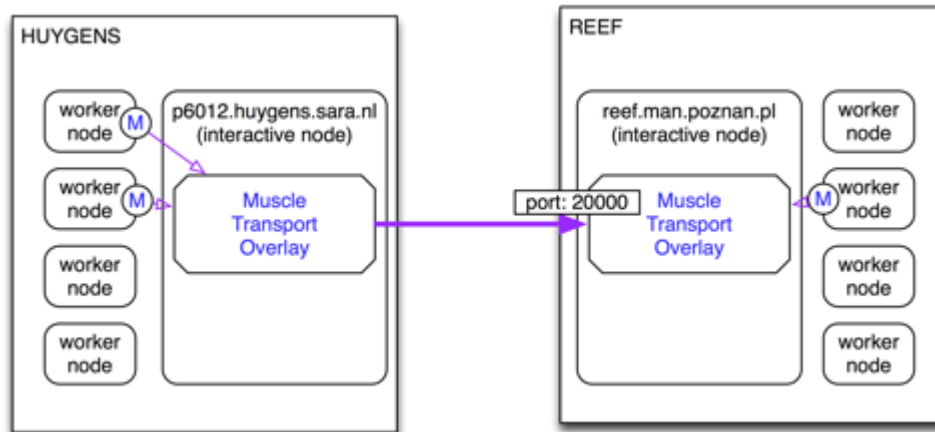 HUYGENS
worker
node
M
worker
node
M
worker
node
worker
node
p6012.huygens.sara.nl
(interactive node)
Muscle
Transport
Overlay
port: 20000
REEF
reef.man.poznan.pl
(interactive node)
Muscle
Transport
Overlay
worker
node
M
worker
node
worker
node
worker
node